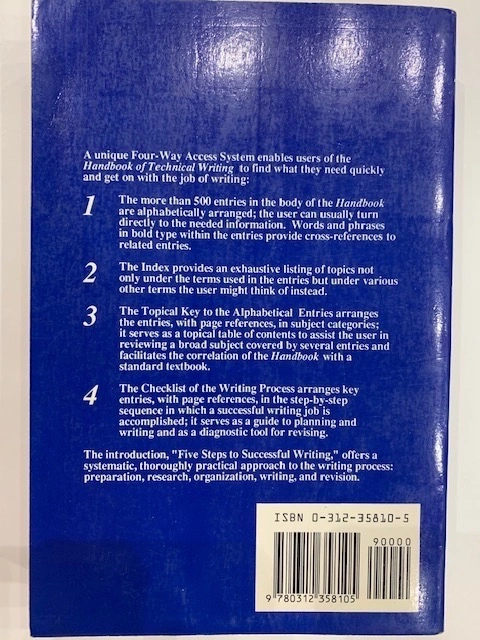 A unique Four-Way Access System enables users of the
Handbook of Technical Writing to find what they need quickly
and get on with the job of writing:
1 The more than 500 entries in the body of the Handbook
are alphabetically arranged; the user can usually turn
directly to the needed information. Words and phrases
in bold type within the entries provide cross-references to
related entries.
2 The Index provides an exhaustive listing of topics not
only under the terms used in the entries but under various
other terms the user might think of instead.
3 The Topical Key to the Alphabetical Entries arranges
the entries, with page references, in subject categories;
it serves as a topical table of contents to assist the user in
reviewing a broad subject covered by several entries and
facilitates the correlation of the Handbook with a
standard textbook.
4 The Checklist of the Writing Process arranges key
entries, with page references, in the step-by-step
sequence in which a successful writing job is
accomplished; it serves as a guide to planning and
writing and as a diagnostic tool for revising.
The introduction, "Five Steps to Successful Writing," offers a
systematic, thoroughly practical approach to the writing process:
preparation, research, organization, writing, and revision.
ISBN 0-312-35810-5
90000
9 780312 358105